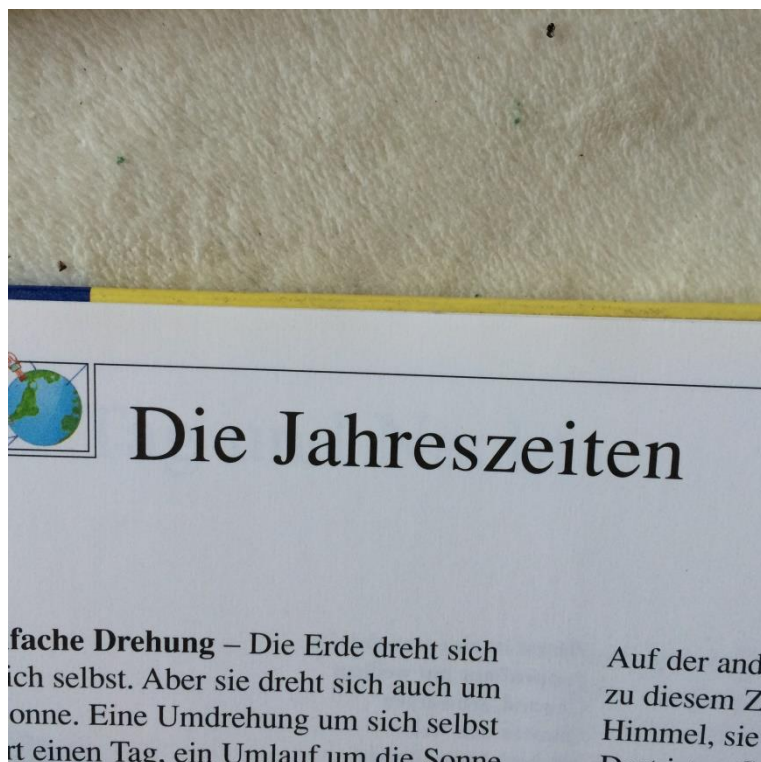 Die Jahreszeiten
fache Drehung – Die Erde dreht sich
ich selbst. Aber sie dreht sich auch um
onne. Eine Umdrehung um sich selbst
rt einen Tag, ein Umlauf um die Sonne
Auf der and
zu diesem Z
Himmel, sie